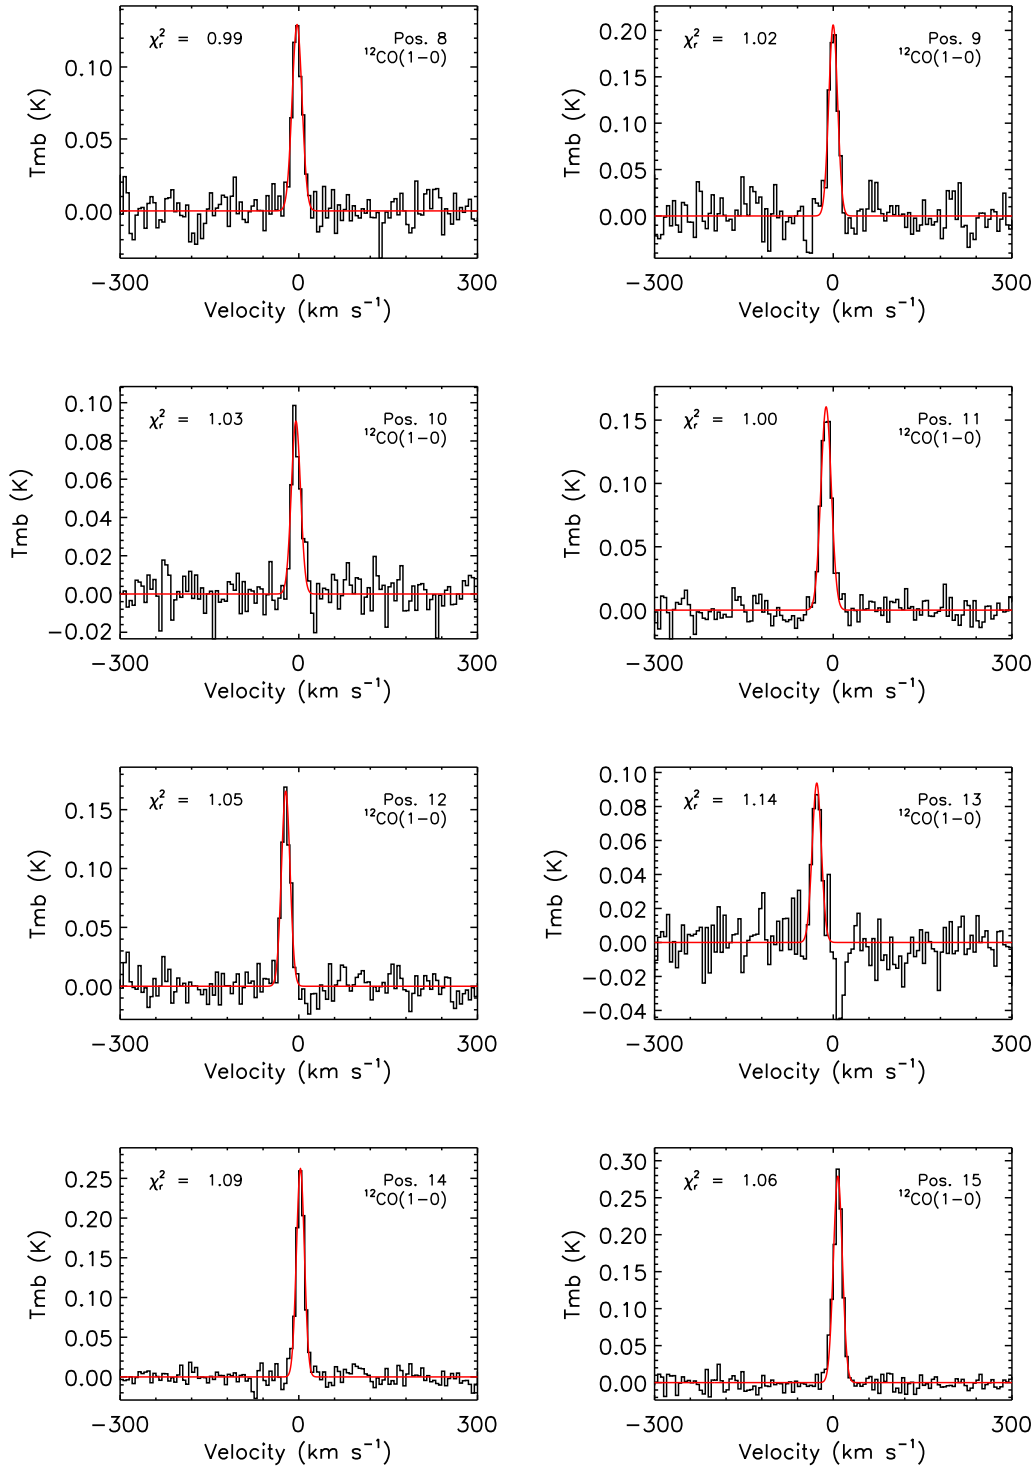 χ²ᵣ = 0.99
Pos. 8
¹²CO(1−0)
0.10
0.05
0.00
Tmb (K)
−300 0 300
Velocity (km s⁻¹)
χ²ᵣ = 1.02
Pos. 9
¹²CO(1−0)
0.20
0.15
0.10
0.05
0.00
Tmb (K)
−300 0 300
Velocity (km s⁻¹)
χ²ᵣ = 1.03
Pos. 10
¹²CO(1−0)
0.10
0.08
0.06
0.04
0.02
0.00
−0.02
Tmb (K)
−300 0 300
Velocity (km s⁻¹)
χ²ᵣ = 1.00
Pos. 11
¹²CO(1−0)
0.15
0.10
0.05
0.00
Tmb (K)
−300 0 300
Velocity (km s⁻¹)
χ²ᵣ = 1.05
Pos. 12
¹²CO(1−0)
0.15
0.10
0.05
0.00
Tmb (K)
−300 0 300
Velocity (km s⁻¹)
χ²ᵣ = 1.14
Pos. 13
¹²CO(1−0)
0.10
0.08
0.06
0.04
0.02
0.00
−0.02
−0.04
Tmb (K)
−300 0 300
Velocity (km s⁻¹)
χ²ᵣ = 1.09
Pos. 14
¹²CO(1−0)
0.25
0.20
0.15
0.10
0.05
0.00
Tmb (K)
−300 0 300
Velocity (km s⁻¹)
χ²ᵣ = 1.06
Pos. 15
¹²CO(1−0)
0.30
0.25
0.20
0.15
0.10
0.05
0.00
Tmb (K)
−300 0 300
Velocity (km s⁻¹)